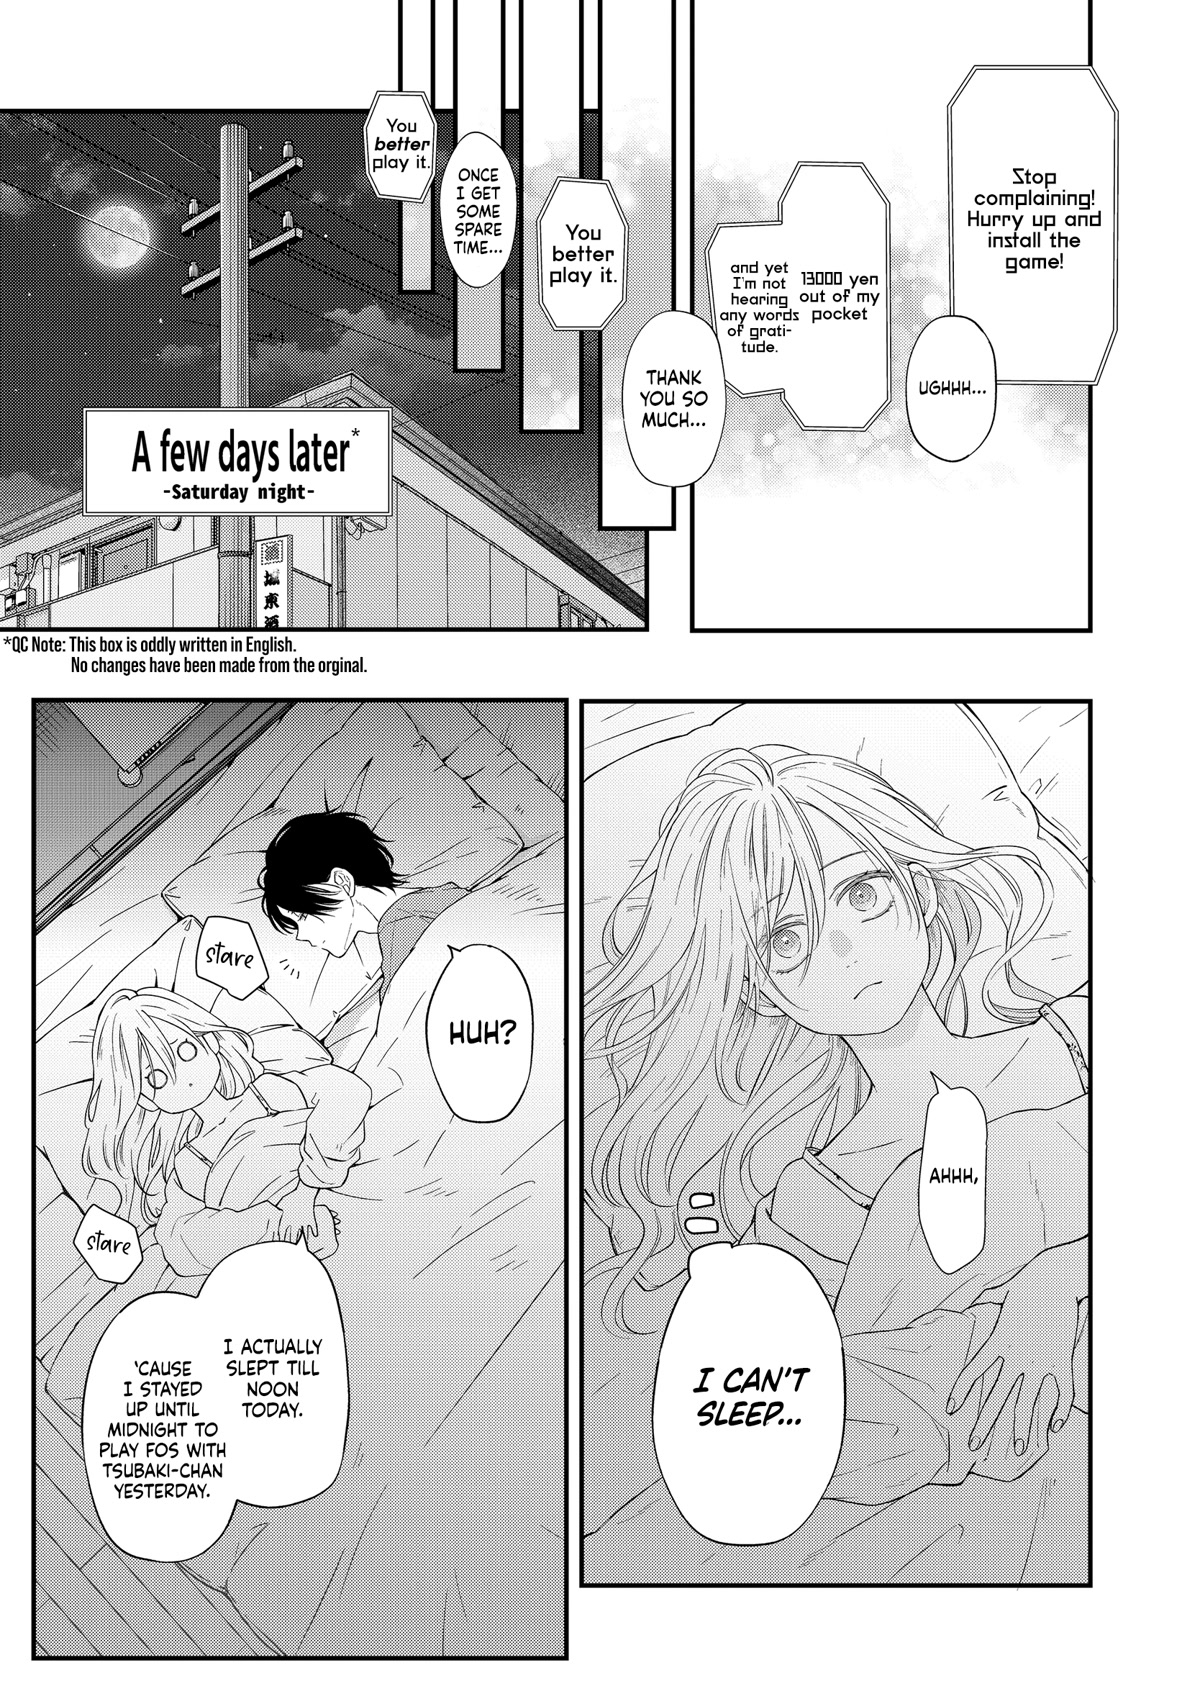 Stop
complaining!
Hurry up and
install the
game!
UGHHH...
13000 yen
out of my
pocket
and yet
I'm not
hearing
any words
of grati-
tude.
THANK
YOU SO
MUCH...
You
better
play it.
ONCE
I GET
SOME
SPARE
TIME...
You
better
play it.
A few days later*
-Saturday night-
城東酒
*QC Note: This box is oddly written in English.
No changes have been made from the orginal.
AHHH,
I CAN'T
SLEEP...
HUH?
stare
stare
I ACTUALLY
SLEPT TILL
NOON
TODAY.
'CAUSE
I STAYED
UP UNTIL
MIDNIGHT TO
PLAY FOS WITH
TSUBAKI-CHAN
YESTERDAY.